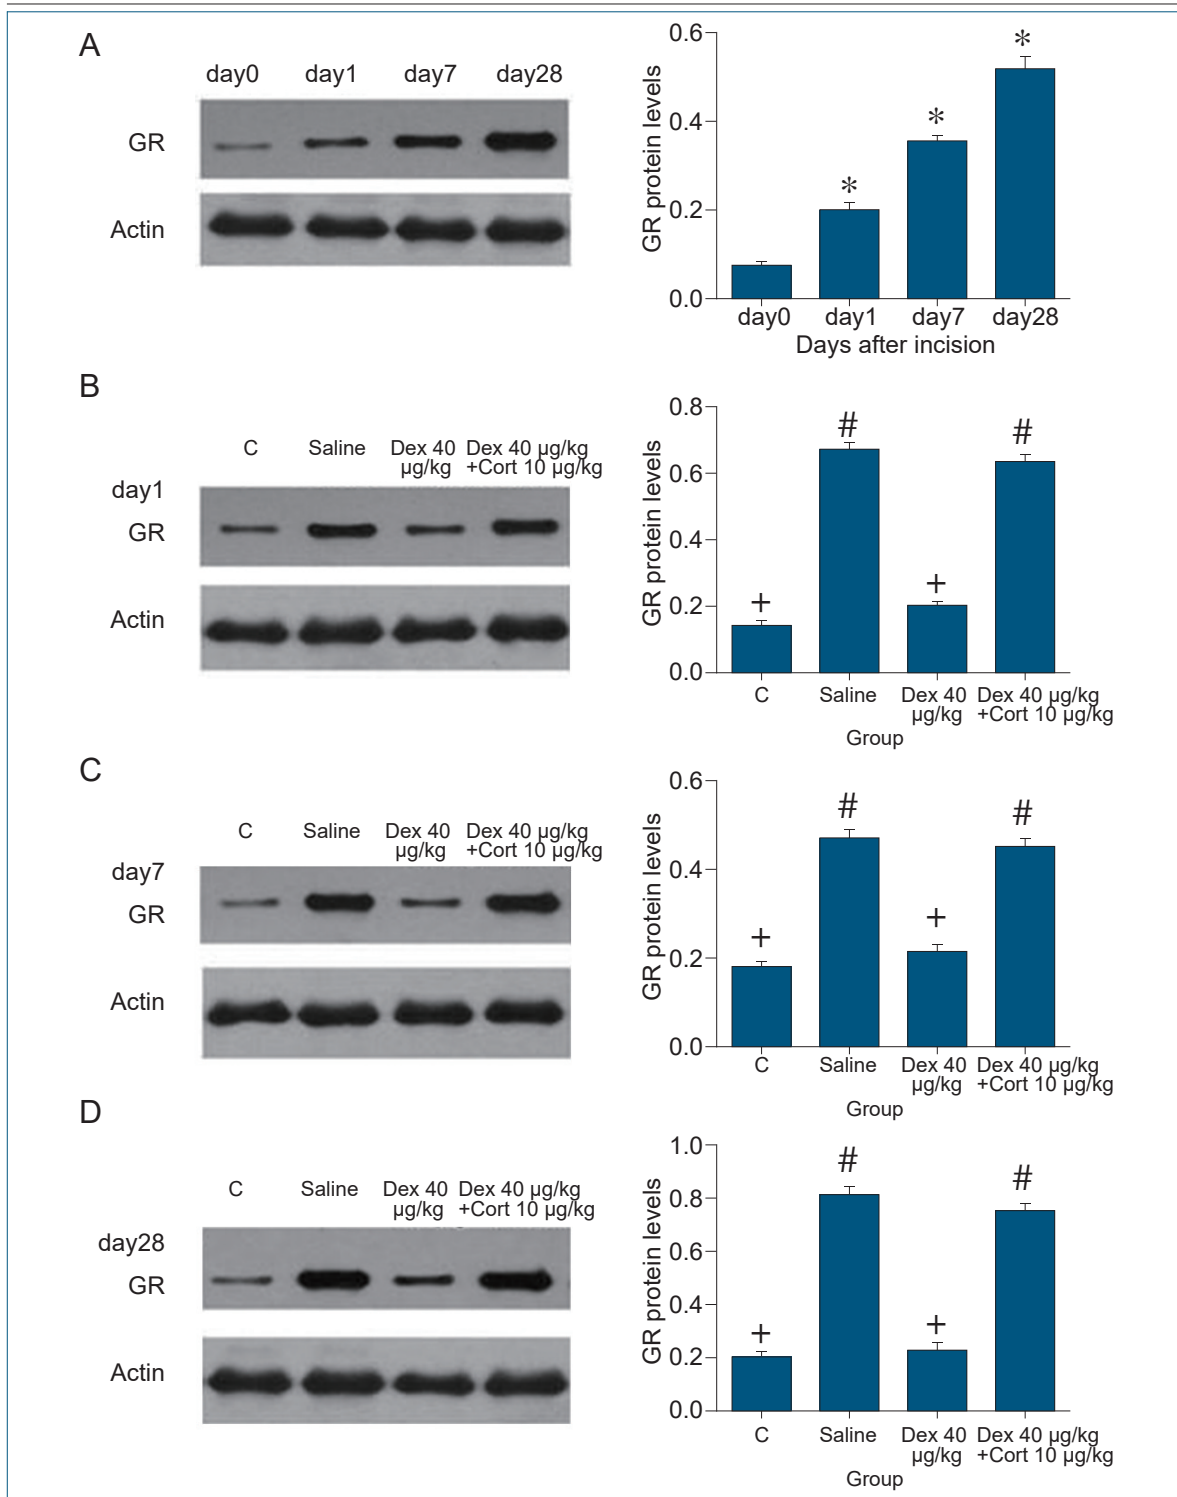 A
day0 day1 day7 day28
GR
Actin
0.6
0.4
0.2
0.0
GR protein levels
*
*
*
day0 day1 day7 day28
Days after incision
B
C Saline Dex 40 Dex 40 µg/kg
µg/kg +Cort 10 µg/kg
day1
GR
Actin
0.8
0.6
0.4
0.2
0.0
GR protein levels
+ # + #
C Saline Dex 40 Dex 40 µg/kg
µg/kg +Cort 10 µg/kg
Group
C
C Saline Dex 40 Dex 40 µg/kg
µg/kg +Cort 10 µg/kg
day7
GR
Actin
0.6
0.4
0.2
0.0
GR protein levels
+ # + #
C Saline Dex 40 Dex 40 µg/kg
µg/kg +Cort 10 µg/kg
Group
D
C Saline Dex 40 Dex 40 µg/kg
µg/kg +Cort 10 µg/kg
day28
GR
Actin
1.0
0.8
0.6
0.4
0.2
0.0
GR protein levels
+ # + #
C Saline Dex 40 Dex 40 µg/kg
µg/kg +Cort 10 µg/kg
Group